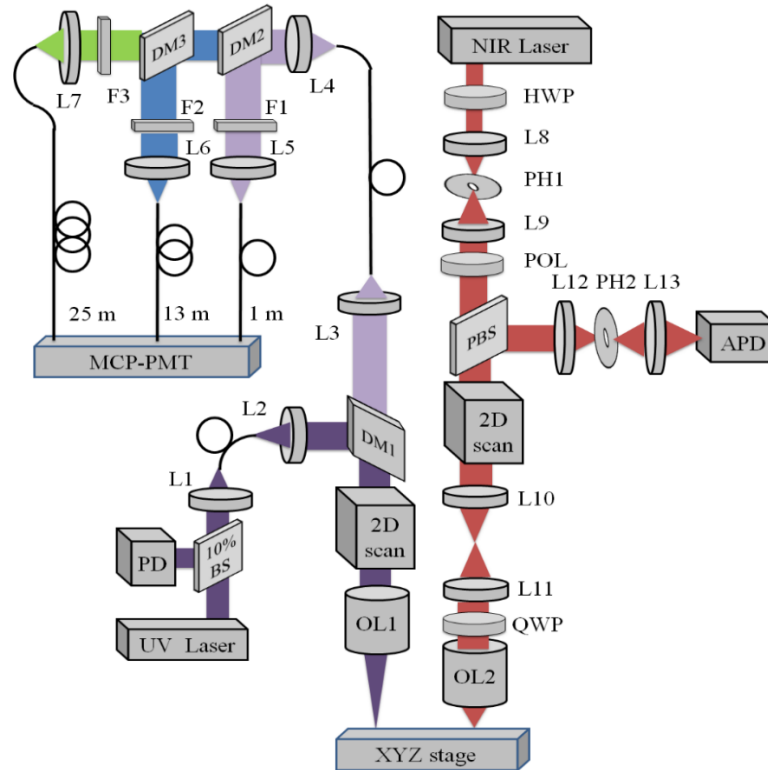 NIR Laser
DM3
DM2
L7
F3
L4
HWP
F2
F1
L8
L6
L5
PH1
L9
POL
L12
PH2
L13
25 m
13 m
1 m
L3
PBS
APD
MCP-PMT
L2
DM1
2D
scan
L1
2D
scan
L10
PD
10%
BS
L11
QWP
UV Laser
OL1
OL2
XYZ stage